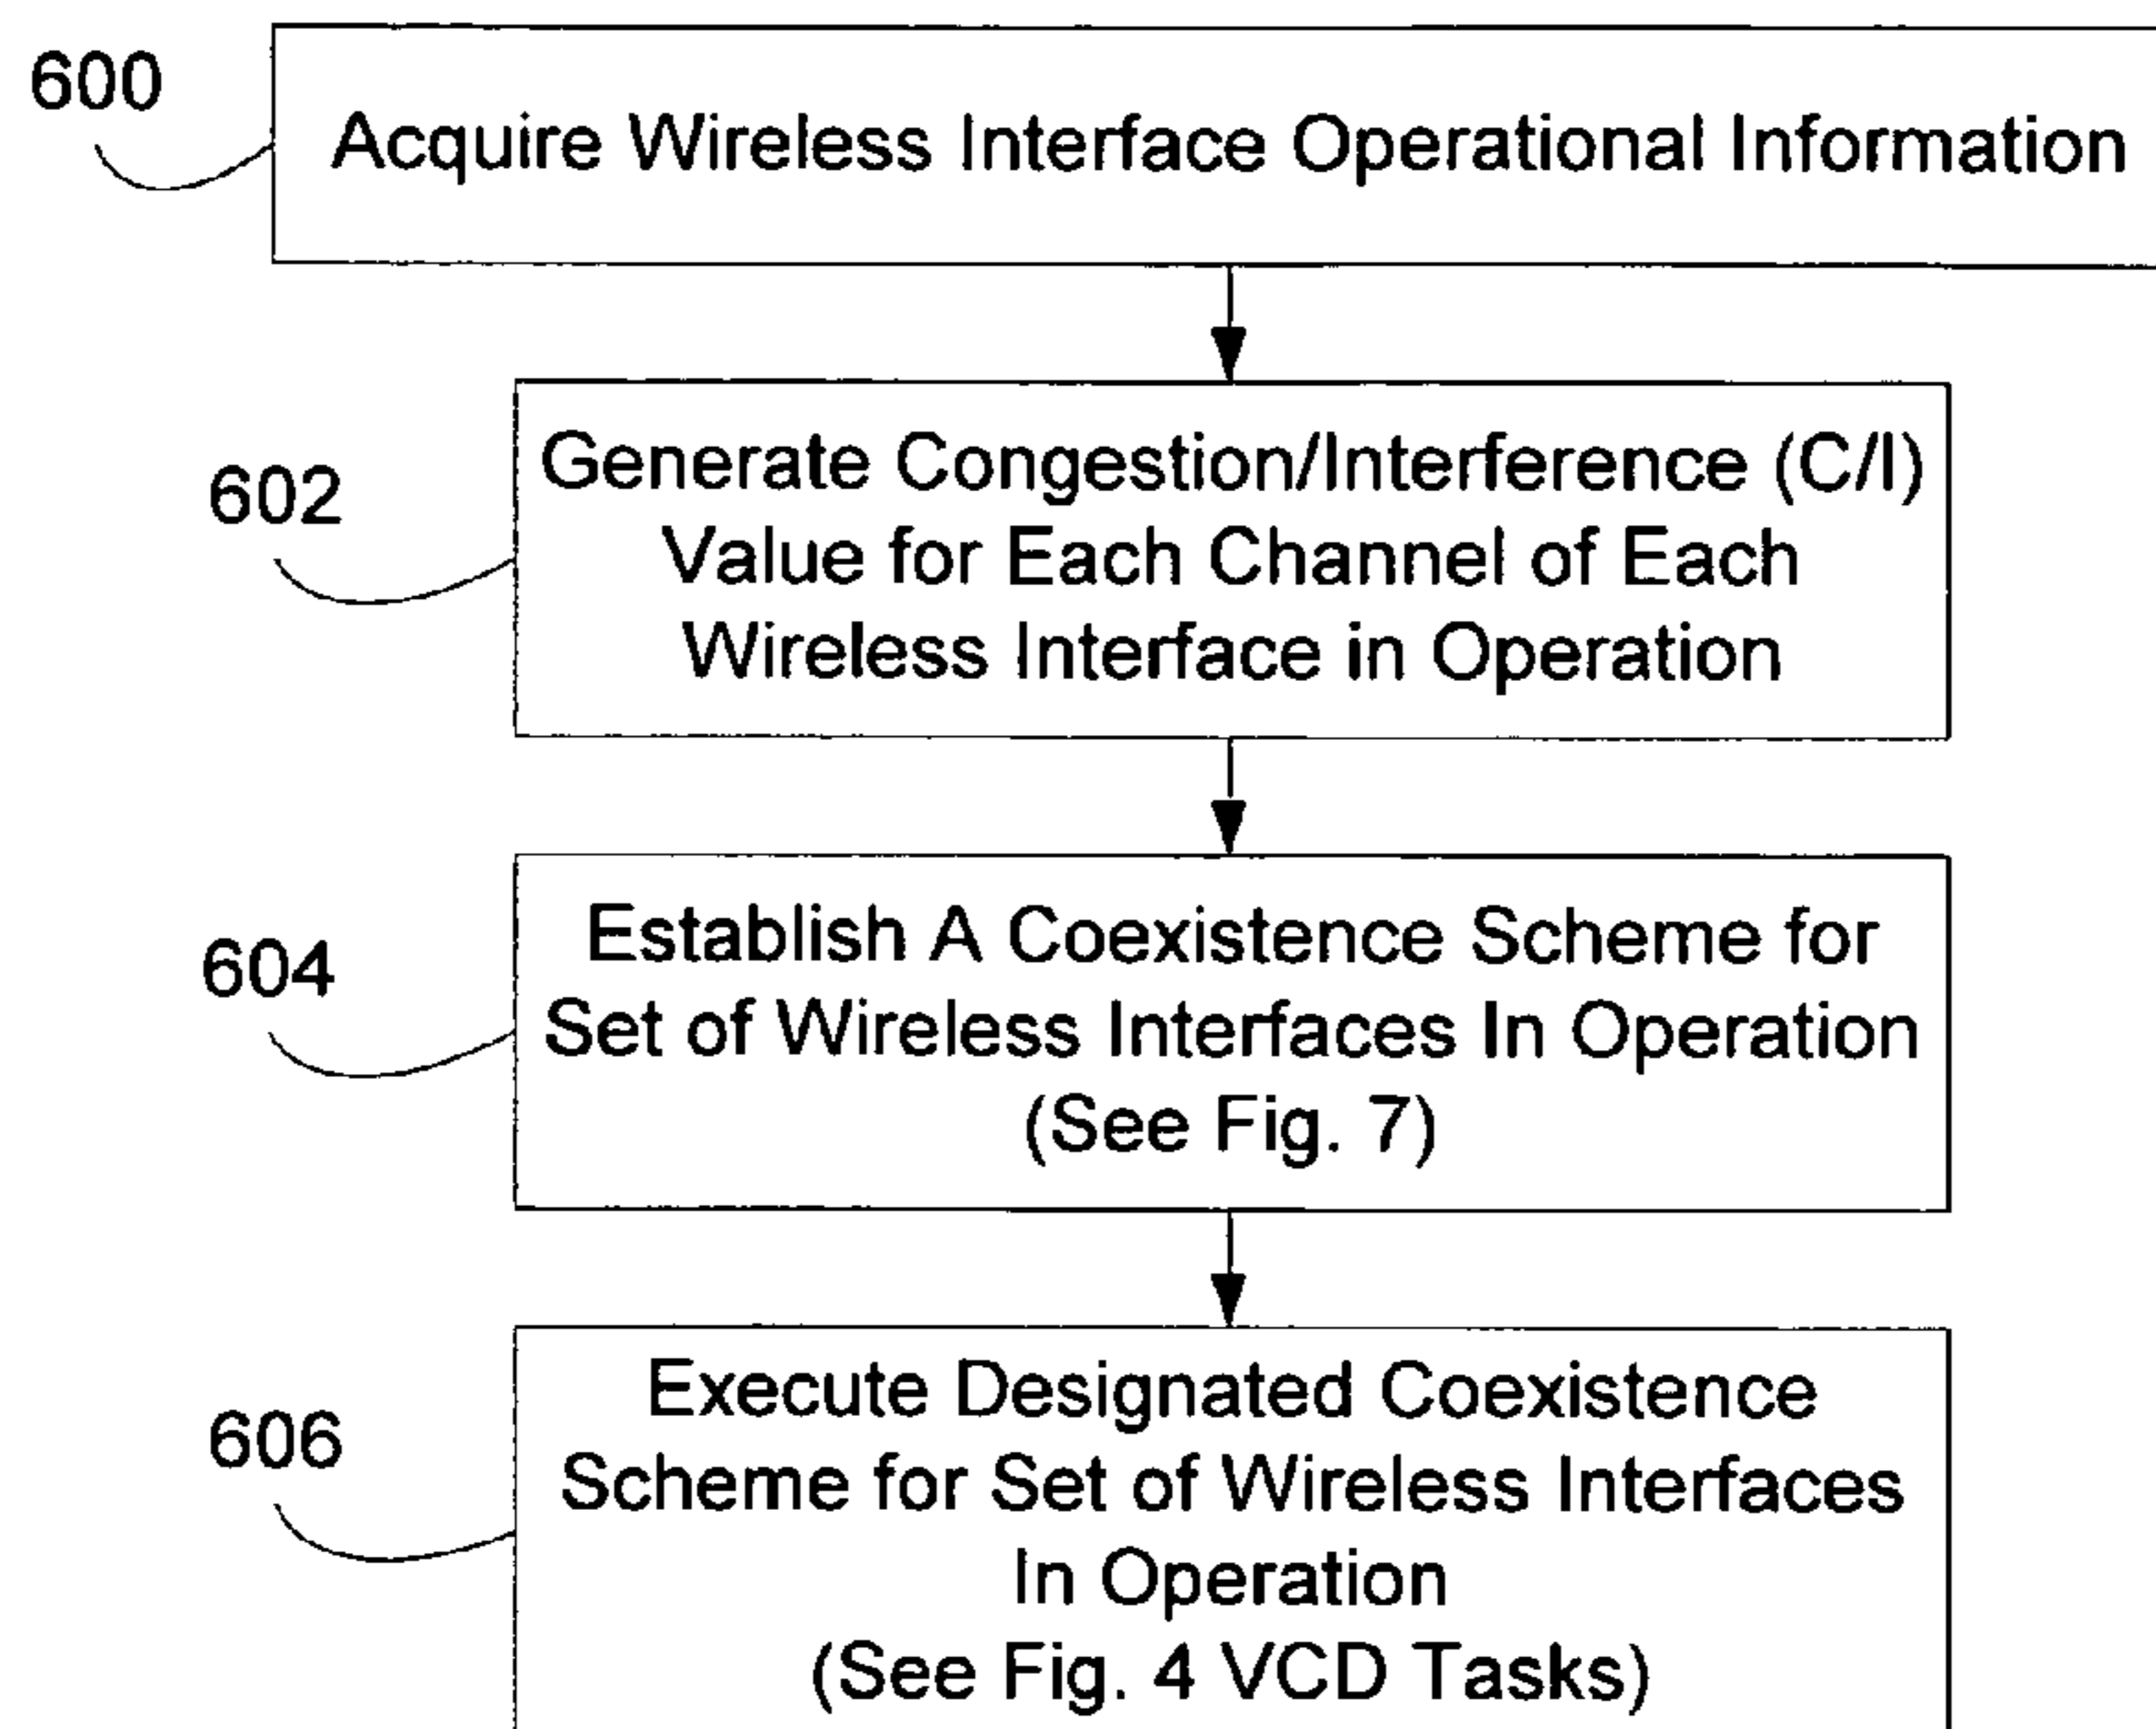 600
Acquire Wireless Interface Operational Information
602
Generate Congestion/Interference (C/I)
Value for Each Channel of Each
Wireless Interface in Operation
604
Establish A Coexistence Scheme for
Set of Wireless Interfaces In Operation
(See Fig. 7)
606
Execute Designated Coexistence
Scheme for Set of Wireless Interfaces
In Operation
(See Fig. 4 VCD Tasks)